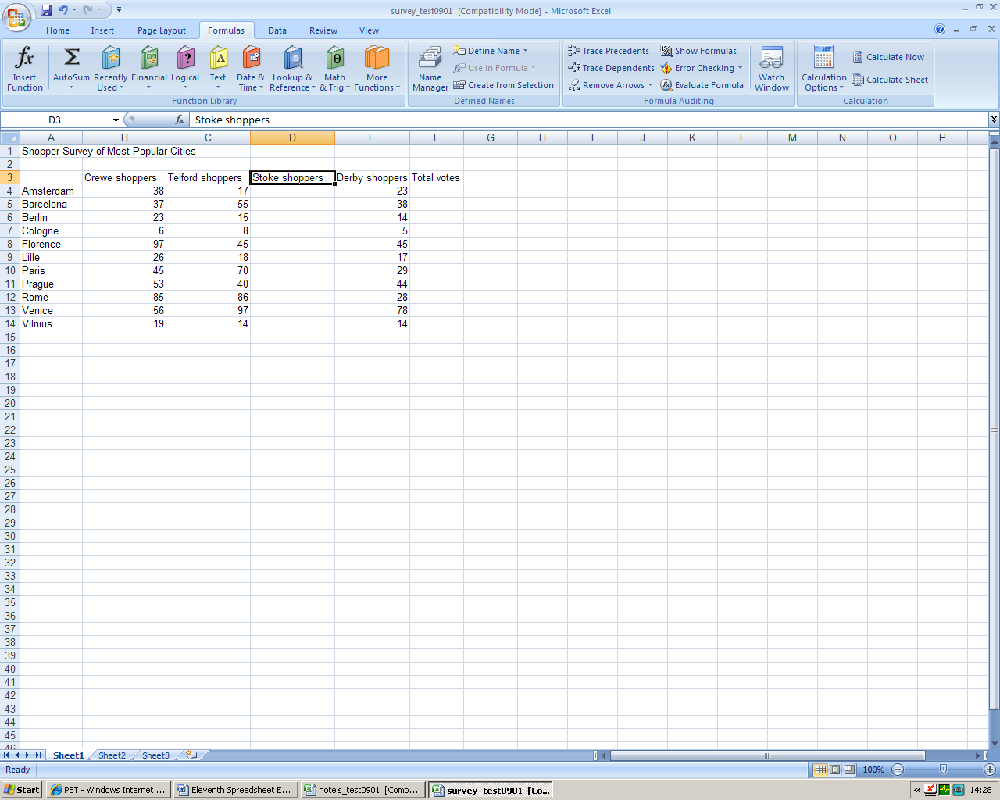 survey_test0901 [Compatibility Mode] - Microsoft Excel
Home Insert Page Layout Formulas Data Review View
Insert Function
AutoSum Recently Used Financial Logical Text Date & Time Lookup & Reference Math & Trig More Functions
Function Library
Name Manager
Define Name
Use in Formula
Create from Selection
Defined Names
Trace Precedents Show Formulas
Trace Dependents Error Checking
Remove Arrows Evaluate Formula
Watch Window
Formula Auditing
Calculation Options
Calculate Now
Calculate Sheet
Calculation
D3 fx Stoke shoppers
A B C D E F G H I J K L M N O P
1 Shopper Survey of Most Popular Cities
2
3 Crewe shoppers Telford shoppers Stoke shoppers Derby shoppers Total votes
4 Amsterdam 38 17 23
5 Barcelona 37 55 38
6 Berlin 23 15 14
7 Cologne 6 8 5
8 Florence 97 45 45
9 Lille 26 18 17
10 Paris 45 70 29
11 Prague 53 40 44
12 Rome 85 86 28
13 Venice 56 97 78
14 Vilnius 19 14 14
15
16
17
18
19
20
21
22
23
24
25
26
27
28
29
30
31
32
33
34
35
36
37
38
39
40
41
42
43
44
45
46
Sheet1 Sheet2 Sheet3
Ready 100%
Start PET - Windows Internet ... Eleventh Spreadsheet E... hotels_test0901 [Comp... survey_test0901 [Co... « 14:28